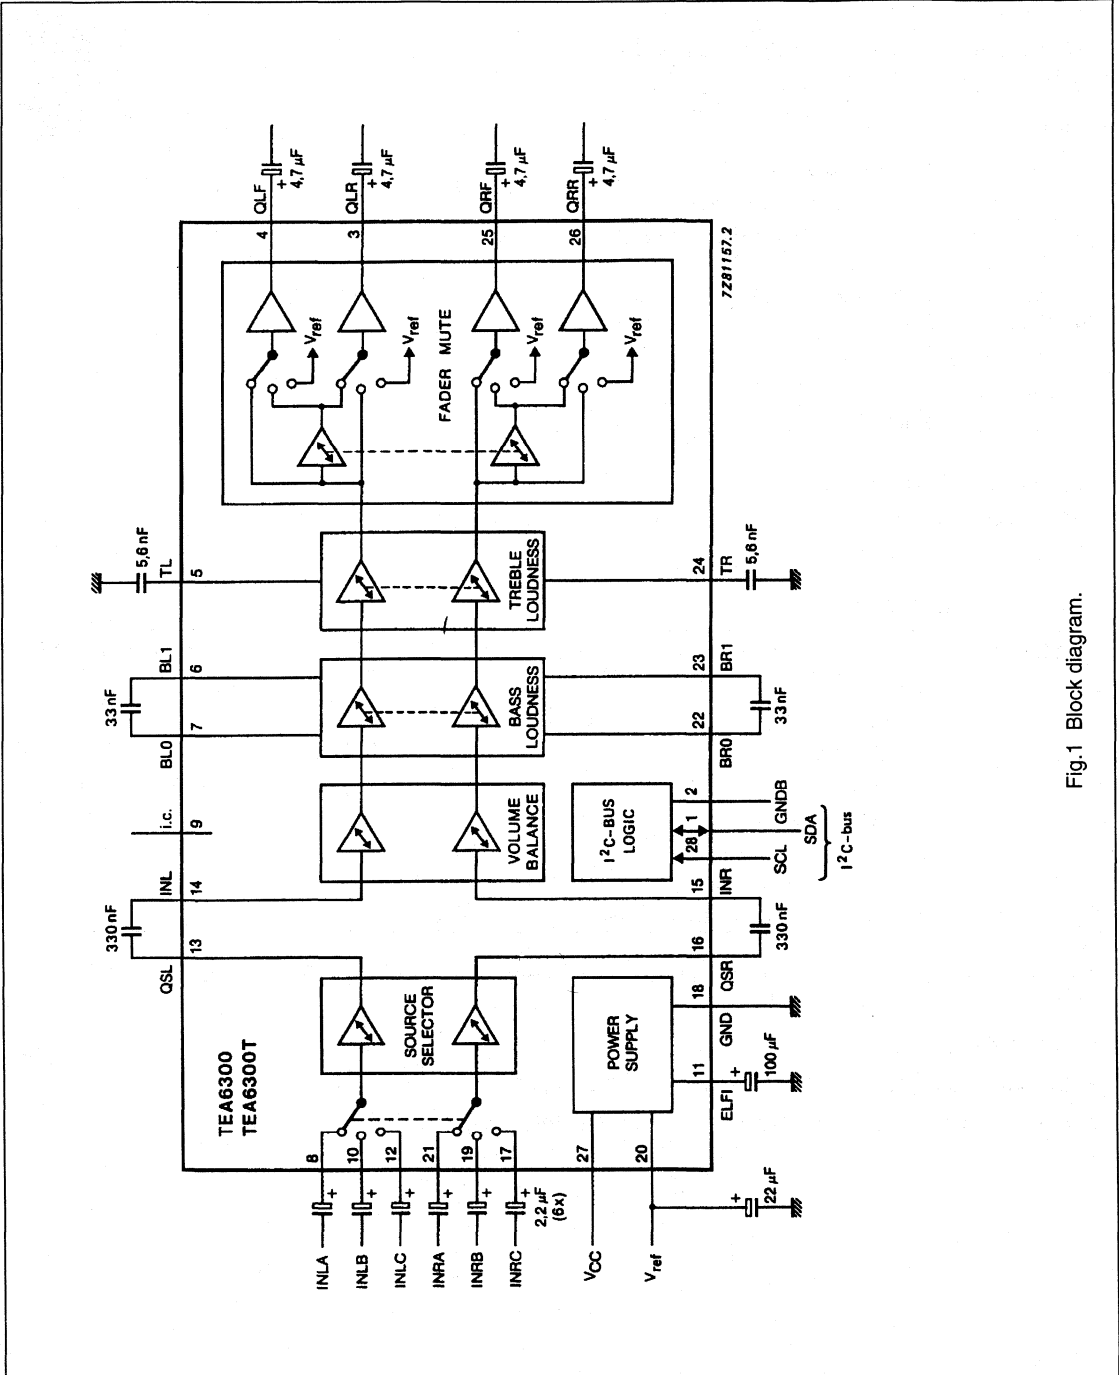 TEA6300
TEA6300T
INLA
+
8
INLB
+
10
INLC
+
12
INRA
+
21
INRB
+
19
INRC
+
17
2,2 µF
(6x)
VCC
27
Vref
20
+
22 µF
SOURCE
SELECTOR
POWER
SUPPLY
11
ELFI
+
100 µF
18
GND
QSL
13
330 nF
INL
14
16
QSR
330 nF
15
INR
i.c.
9
VOLUME
BALANCE
I²C-BUS
LOGIC
28
1
2
SCL
SDA
GNDB
I²C-bus
BL0
7
33 nF
BL1
6
BASS
LOUDNESS
22
BR0
33 nF
23
BR1
TL
5
5,6 nF
TREBLE
LOUDNESS
24
TR
5,6 nF
FADER MUTE
Vref
Vref
Vref
Vref
4
QLF
+
4,7 µF
3
QLR
+
4,7 µF
25
QRF
+
4,7 µF
26
QRR
+
4,7 µF
7Z81157.2
Fig.1 Block diagram.